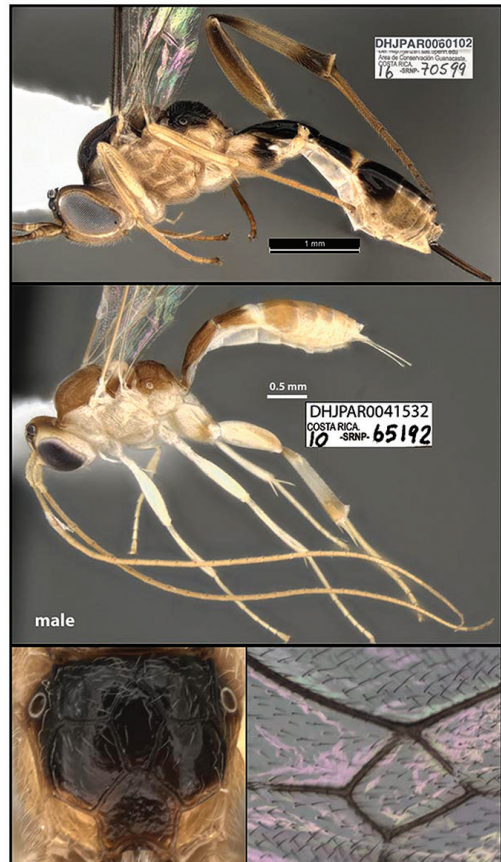 DHJPAR0060102
Área de Conservación Guanacaste,
COSTA RICA.
16 -SRNP- 70599
1 mm
0.5 mm
DHJPAR0041532
COSTA RICA.
10 -SRNP- 65192
male